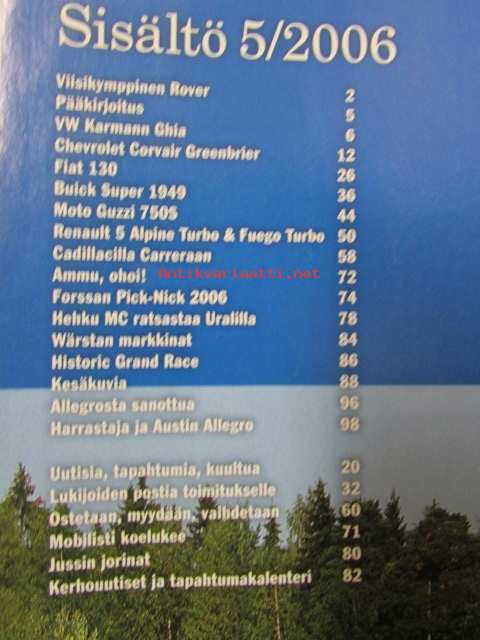 Sisältö 5/2006
Viisikymppinen Rover 2
Pääkirjoitus 5
VW Karmann Ghia 6
Chevrolet Corvair Greenbrier 12
Fiat 130 26
Buick Super 1949 36
Moto Guzzi 750S 44
Renault 5 Alpine Turbo & Fuego Turbo 50
Cadillacilla Carreraan 58
Ammu, ohoi! 72
Antikvariaatti.net
Forssan Pick-Nick 2006 74
Hehku MC ratsastaa Uralilla 78
Wärstan markkinat 84
Historic Grand Race 86
Kesäkuvia 88
Allegrosta sanottua 96
Harrastaja ja Austin Allegro 98
Uutisia, tapahtumia, kuultua 20
Lukijoiden postia toimitukselle 32
Ostetaan, myydään, vaihdetaan 60
Mobilisti koelukee 71
Jussin jorinat 80
Kerhouutiset ja tapahtumakalenteri 82